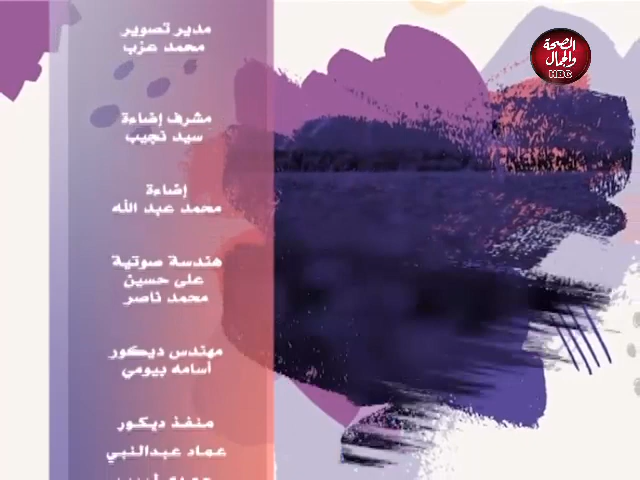 الصحة
والجمال
HBC
مدير تصوير
محمد عزب
مشرف إضاءة
سيد نجيب
إضاءة
محمد عبد الله
هندسة صوتية
على حسين
محمد ناصر
مهندس ديكور
أسامه بيومي
منفذ ديكور
عماد عبدالنبي